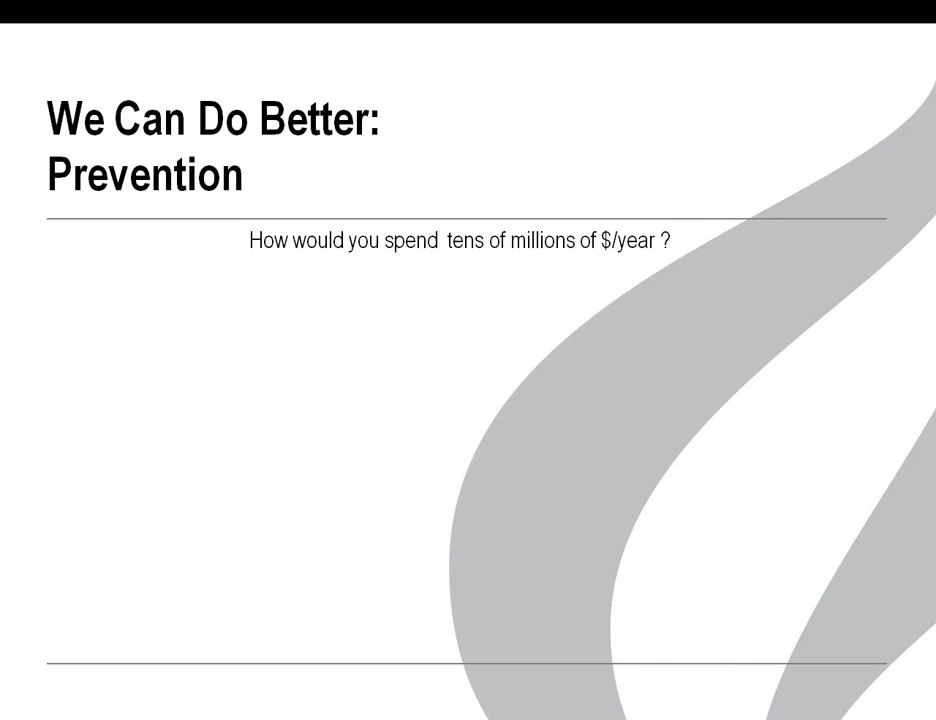 We Can Do Better:
Prevention
How would you spend  tens of millions of $/year ?